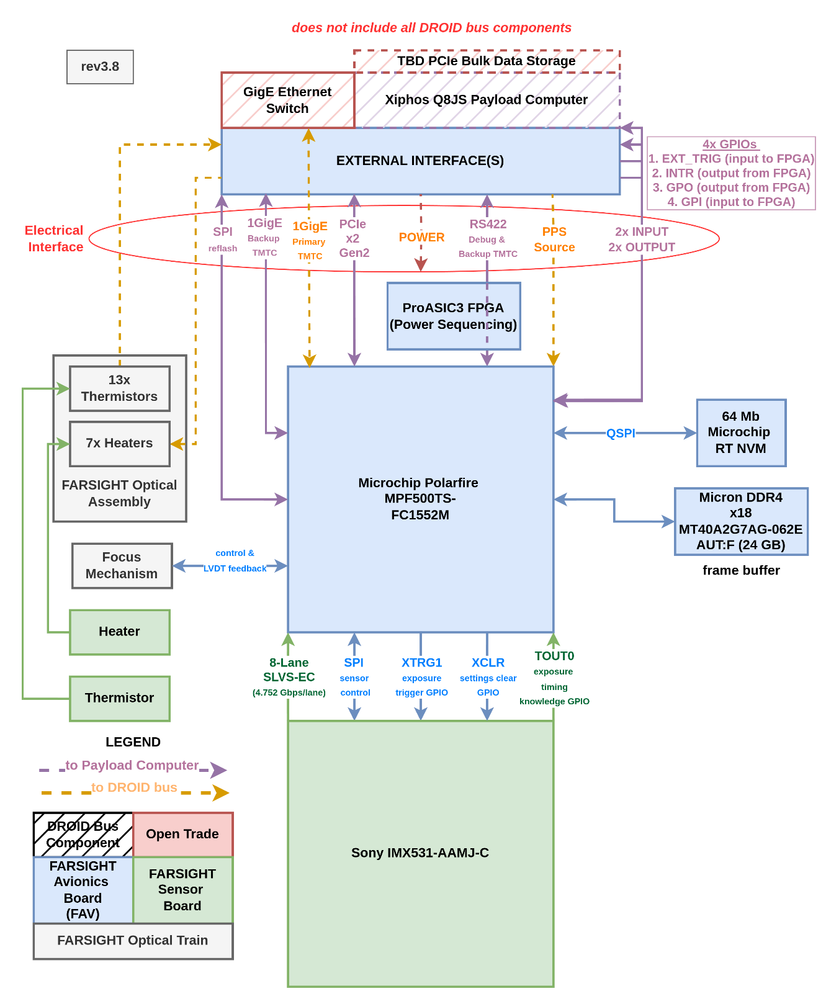 does not include all DROID bus components
rev3.8
TBD PCIe Bulk Data Storage
GigE Ethernet
Switch
Xiphos Q8JS Payload Computer
EXTERNAL INTERFACE(S)
4x GPIOs
1. EXT_TRIG (input to FPGA)
2. INTR (output from FPGA)
3. GPO (output from FPGA)
4. GPI (input to FPGA)
Electrical
Interface
SPI
reflash
1GigE
Backup
TMTC
1GigE
Primary
TMTC
PCIe
x2
Gen2
POWER
RS422
Debug &
Backup TMTC
PPS
Source
2x INPUT
2x OUTPUT
ProASIC3 FPGA
(Power Sequencing)
13x
Thermistors
7x Heaters
FARSIGHT Optical
Assembly
Microchip Polarfire
MPF500TS-
FC1552M
QSPI
64 Mb
Microchip
RT NVM
Micron DDR4
x18
MT40A2G7AG-062E
AUT:F (24 GB)
frame buffer
Focus
Mechanism
control &
LVDT feedback
Heater
Thermistor
8-Lane
SLVS-EC
(4.752 Gbps/lane)
SPI
sensor
control
XTRG1
exposure
trigger GPIO
XCLR
settings clear
GPIO
TOUT0
exposure
timing
knowledge GPIO
Sony IMX531-AAMJ-C
LEGEND
to Payload Computer
to DROID bus
DROID Bus
Component
Open Trade
FARSIGHT
Avionics
Board
(FAV)
FARSIGHT
Sensor
Board
FARSIGHT Optical Train